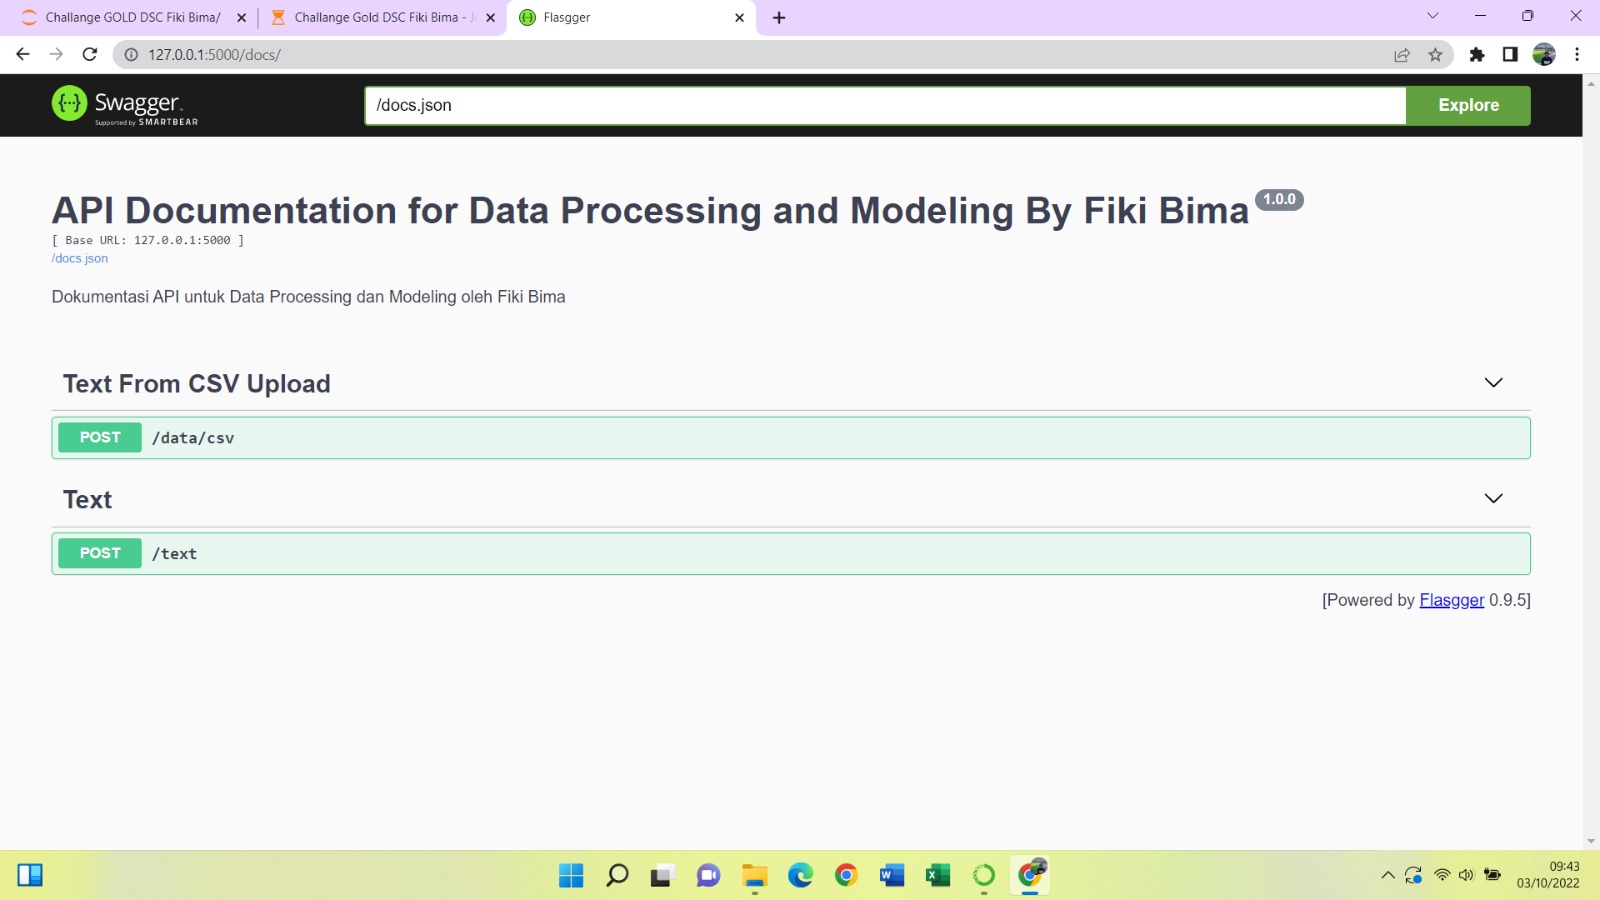 Challange GOLD DSC Fiki Bima/
Challange Gold DSC Fiki Bima - J
Flasgger
127.0.0.1:5000/docs/
Swagger
Supported by SMARTBEAR
/docs.json
Explore
API Documentation for Data Processing and Modeling By Fiki Bima 1.0.0
[ Base URL: 127.0.0.1:5000 ]
/docs.json
Dokumentasi API untuk Data Processing dan Modeling oleh Fiki Bima
Text From CSV Upload
POST /data/csv
Text
POST /text
[Powered by Flasgger 0.9.5]
09:43
03/10/2022